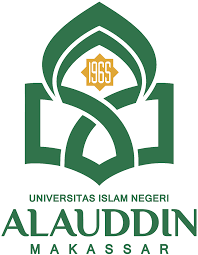 1965
UNIVERSITAS ISLAM NEGERI
ALAUDDIN
MAKASSAR